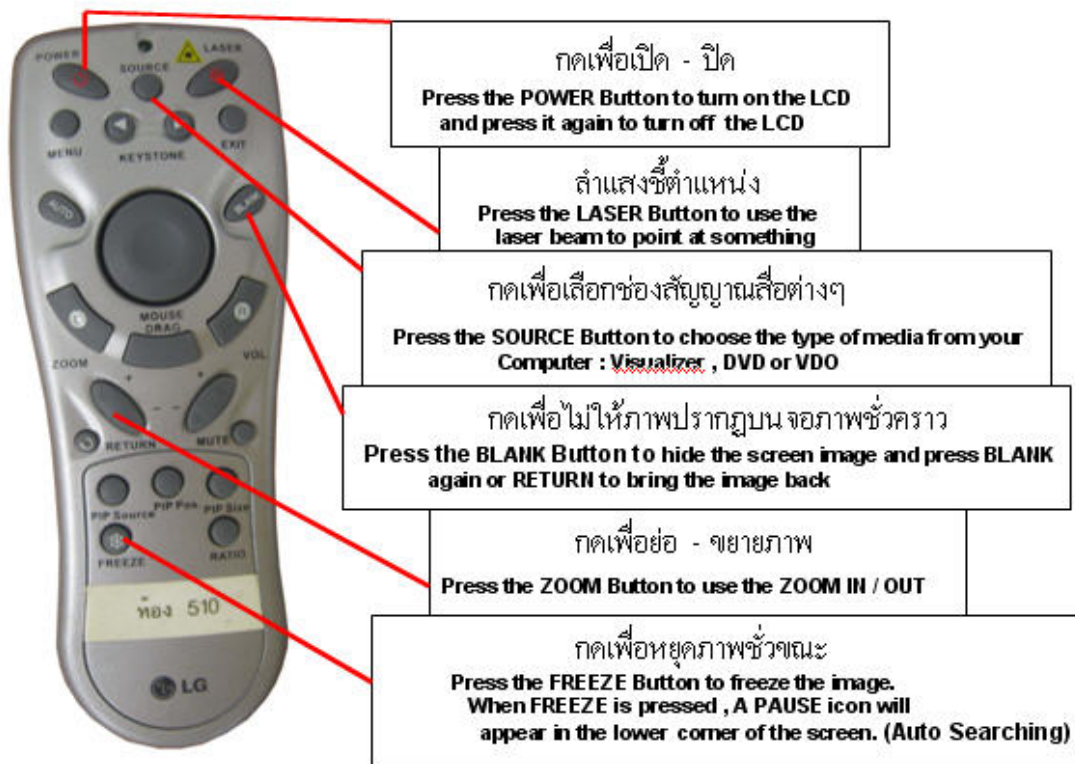 POWER
LASER
SOURCE
MENU
KEYSTONE
EXIT
AUTO
BLANK
L
R
MOUSE
DRAG
ZOOM
VOL
+ +
- -
RETURN
MUTE
PIP Source
PIP Pos.
PIP Size
FREEZE
RATIO
ห้อง 510
LG
กดเพื่อเปิด - ปิด
Press the POWER Button to turn on the LCD
and press it again to turn off the LCD
ลำแสงชี้ตำแหน่ง
Press the LASER Button to use the
laser beam to point at something
กดเพื่อเลือกช่องสัญญาณสื่อต่างๆ
Press the SOURCE Button to choose the type of media from your
Computer : Visualizer , DVD or VDO
กดเพื่อไม่ให้ภาพปรากฏบนจอภาพชั่วคราว
Press the BLANK Button to hide the screen image and press BLANK
again or RETURN to bring the image back
กดเพื่อย่อ - ขยายภาพ
Press the ZOOM Button to use the ZOOM IN / OUT
กดเพื่อหยุดภาพชั่วขณะ
Press the FREEZE Button to freeze the image.
When FREEZE is pressed , A PAUSE icon will
appear in the lower corner of the screen. (Auto Searching)